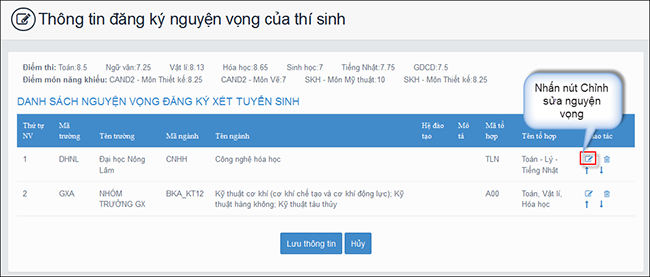 Thông tin đăng ký nguyện vọng của thí sinh
Điểm thi: Toán:8.5 Ngữ văn:7.25 Vật lí:8.13 Hóa học:8.65 Sinh học:7 Tiếng Nhật:7.75 GDCD:7.5
Điểm môn năng khiếu: CAND2 - Môn Thiết kế:8.25 CAND2 - Môn Vẽ:7 SKH - Môn Mỹ thuật:10 SKH - Môn Thiết kế:8.25
Nhấn nút Chỉnh
sửa nguyện
vọng
DANH SÁCH NGUYỆN VỌNG ĐĂNG KÝ XÉT TUYỂN SINH
Thứ tự Mã Hệ đào Mô Mã tổ
NV trường Tên trường Mã ngành Tên ngành tạo tả hợp Tên tổ hợp ao tác
1 DHNL Đại học Nông CNHH Công nghệ hóa học TLN Toán - Lý -
Lâm Tiếng Nhật
2 GXA NHÓM BKA_KT12 Kỹ thuật cơ khí (cơ khí chế tạo và cơ khí động lực); Kỹ A00 Toán, Vật lí,
TRƯỜNG GX thuật hàng không; Kỹ thuật tàu thủy Hóa học
Lưu thông tin Hủy